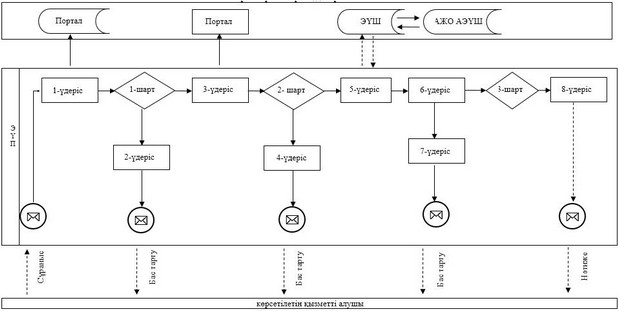 Портал
Портал
ЭҮШ
АЖО АЭҮШ
ЭҮП
1-үдеріс
1-шарт
3-үдеріс
2- шарт
5-үдеріс
6-үдеріс
3-шарт
8-үдеріс
2-үдеріс
4-үдеріс
7-үдеріс
Сұраныс
Бас тарту
Бас тарту
Бас тарту
Нәтиже
көрсетілетін қызметті алушы